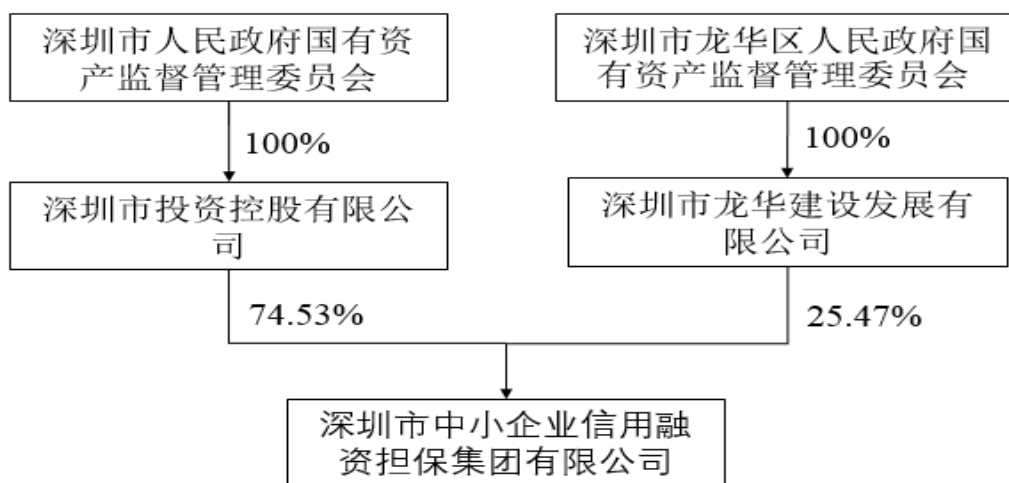 深圳市人民政府国有资
产监督管理委员会
深圳市龙华区人民政府国
有资产监督管理委员会
100%
100%
深圳市投资控股有限公
司
深圳市龙华建设发展有
限公司
74.53%
25.47%
深圳市中小企业信用融
资担保集团有限公司